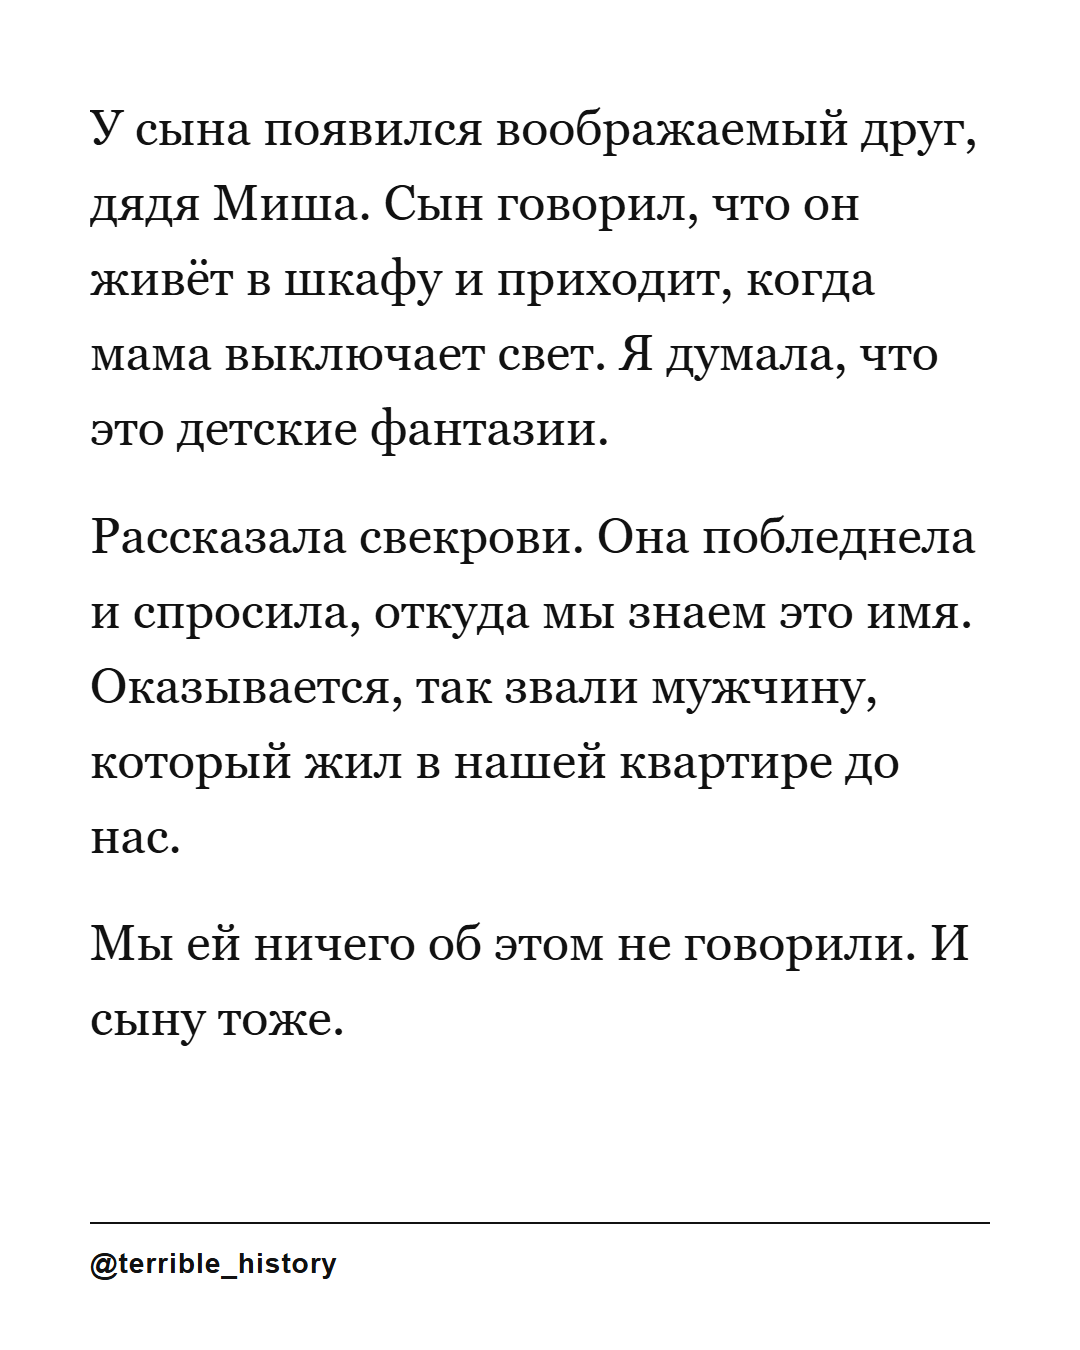 У сына появился воображаемый друг,
дядя Миша. Сын говорил, что он
живёт в шкафу и приходит, когда
мама выключает свет. Я думала, что
это детские фантазии.
Рассказала свекрови. Она побледнела
и спросила, откуда мы знаем это имя.
Оказывается, так звали мужчину,
который жил в нашей квартире до
нас.
Мы ей ничего об этом не говорили. И
сыну тоже.
@terrible_history